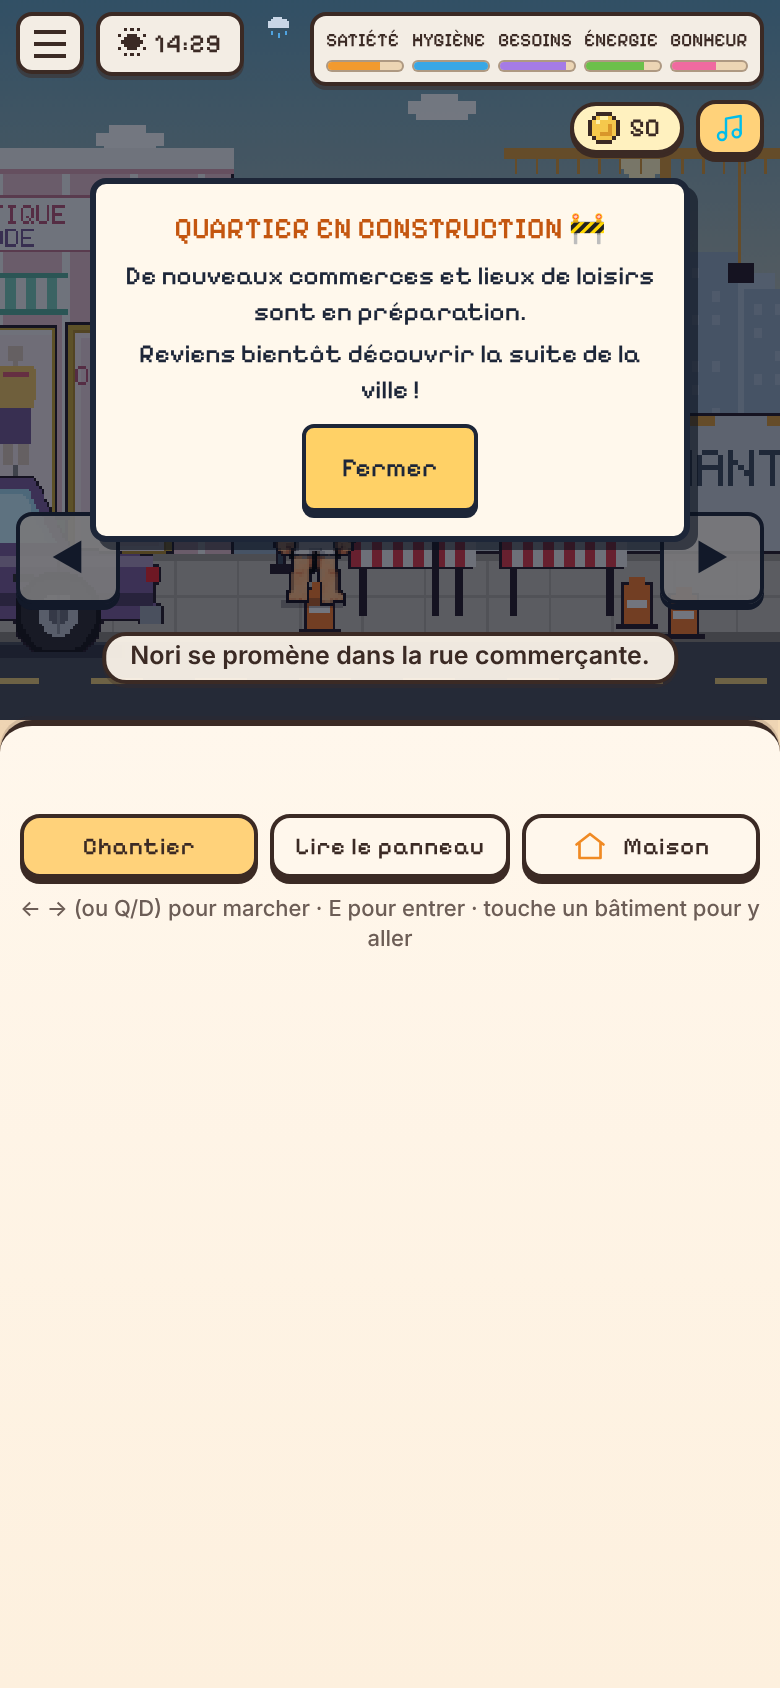 14:29
SATIÉTÉ HYGIÈNE BESOINS ÉNERGIE BONHEUR
50
QUARTIER EN CONSTRUCTION 🚧
De nouveaux commerces et lieux de loisirs
sont en préparation.
Reviens bientôt découvrir la suite de la
ville !
Fermer
Nori se promène dans la rue commerçante.
Chantier
Lire le panneau
Maison
← → (ou Q/D) pour marcher · E pour entrer · touche un bâtiment pour y
aller